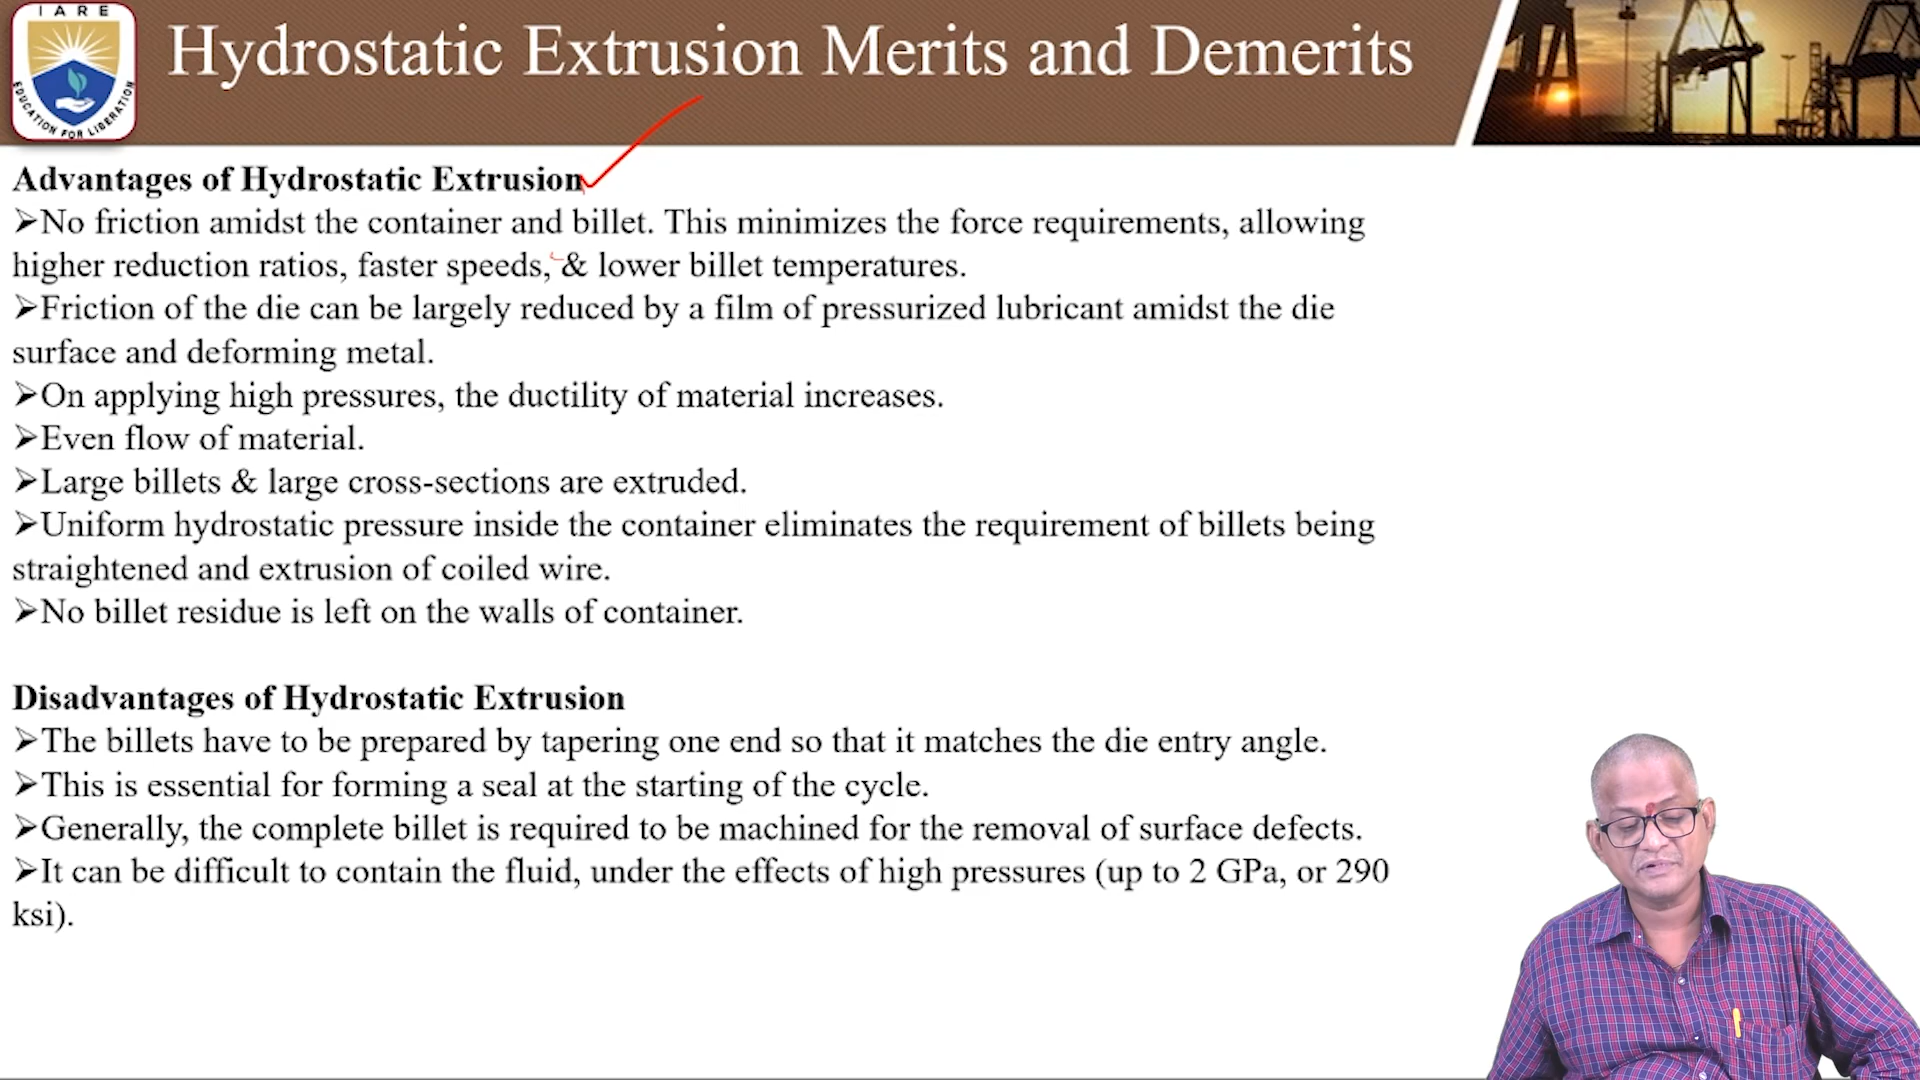 IARE
EDUCATION FOR LIBERATION
Hydrostatic Extrusion Merits and Demerits
Advantages of Hydrostatic Extrusion
➢No friction amidst the container and billet. This minimizes the force requirements, allowing
higher reduction ratios, faster speeds, & lower billet temperatures.
➢Friction of the die can be largely reduced by a film of pressurized lubricant amidst the die
surface and deforming metal.
➢On applying high pressures, the ductility of material increases.
➢Even flow of material.
➢Large billets & large cross-sections are extruded.
➢Uniform hydrostatic pressure inside the container eliminates the requirement of billets being
straightened and extrusion of coiled wire.
➢No billet residue is left on the walls of container.
Disadvantages of Hydrostatic Extrusion
➢The billets have to be prepared by tapering one end so that it matches the die entry angle.
➢This is essential for forming a seal at the starting of the cycle.
➢Generally, the complete billet is required to be machined for the removal of surface defects.
➢It can be difficult to contain the fluid, under the effects of high pressures (up to 2 GPa, or 290
ksi).